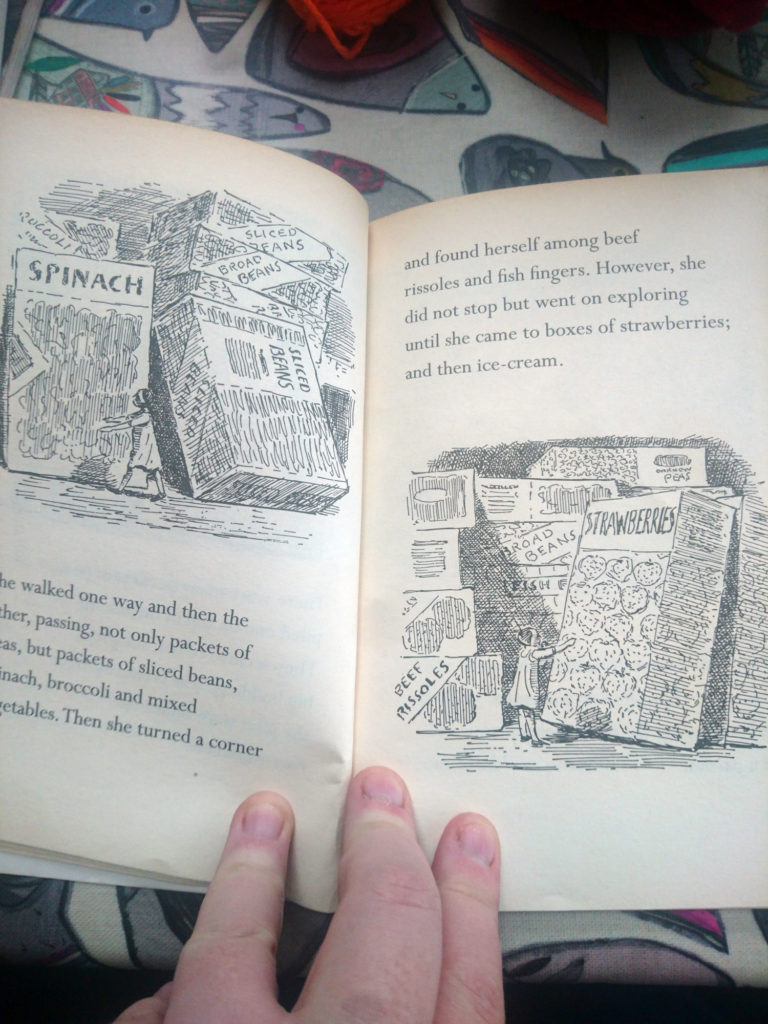 SPINACH
SLICED
BEANS
BROAD
BEANS
SLICED
BEANS
he walked one way and then the
ther, passing, not only packets of
eas, but packets of sliced beans,
inach, broccoli and mixed
getables. Then she turned a corner
and found herself among beef
rissoles and fish fingers. However, she
did not stop but went on exploring
until she came to boxes of strawberries;
and then ice-cream.
PEAS
STRAWBERRIES
BROAD
BEANS
FISH F
BEEF
RISSOLES